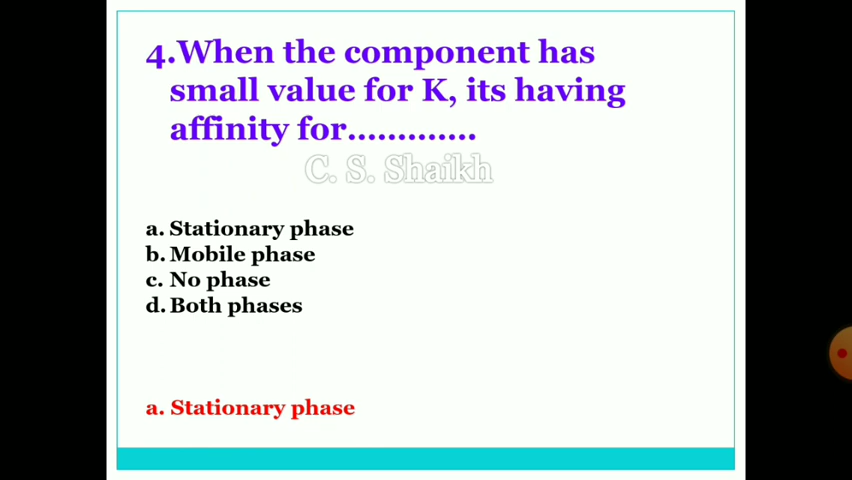 4.When the component has
small value for K, its having
affinity for.............
C. S. Shaikh
a. Stationary phase
b. Mobile phase
c. No phase
d. Both phases
a. Stationary phase